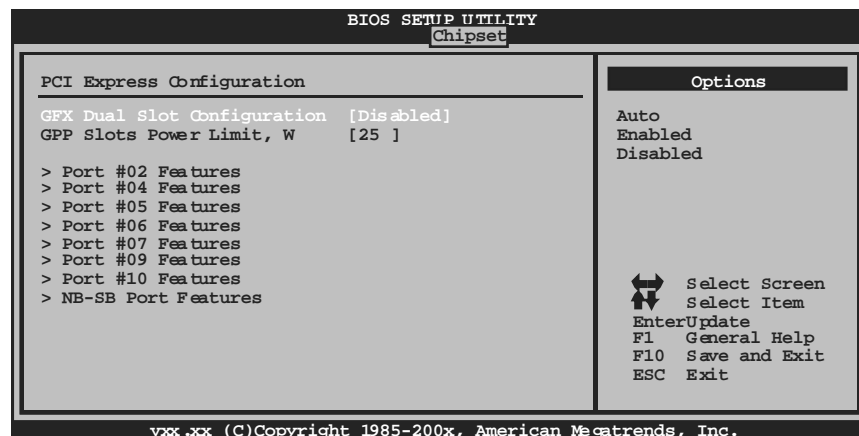 BIOS SETUP UTILITY
Chipset
PCI Express Configuration
GFX Dual Slot Configuration [Disabled]
GPP Slots Power Limit, W [25 ]
> Port #02 Features
> Port #04 Features
> Port #05 Features
> Port #06 Features
> Port #07 Features
> Port #09 Features
> Port #10 Features
> NB-SB Port Features
Options
Auto
Enabled
Disabled
Select Screen
Select Item
EnterUpdate
F1 General Help
F10 Save and Exit
ESC Exit
vxx.xx (C)Copyright 1985-200x, American Megatrends, Inc.